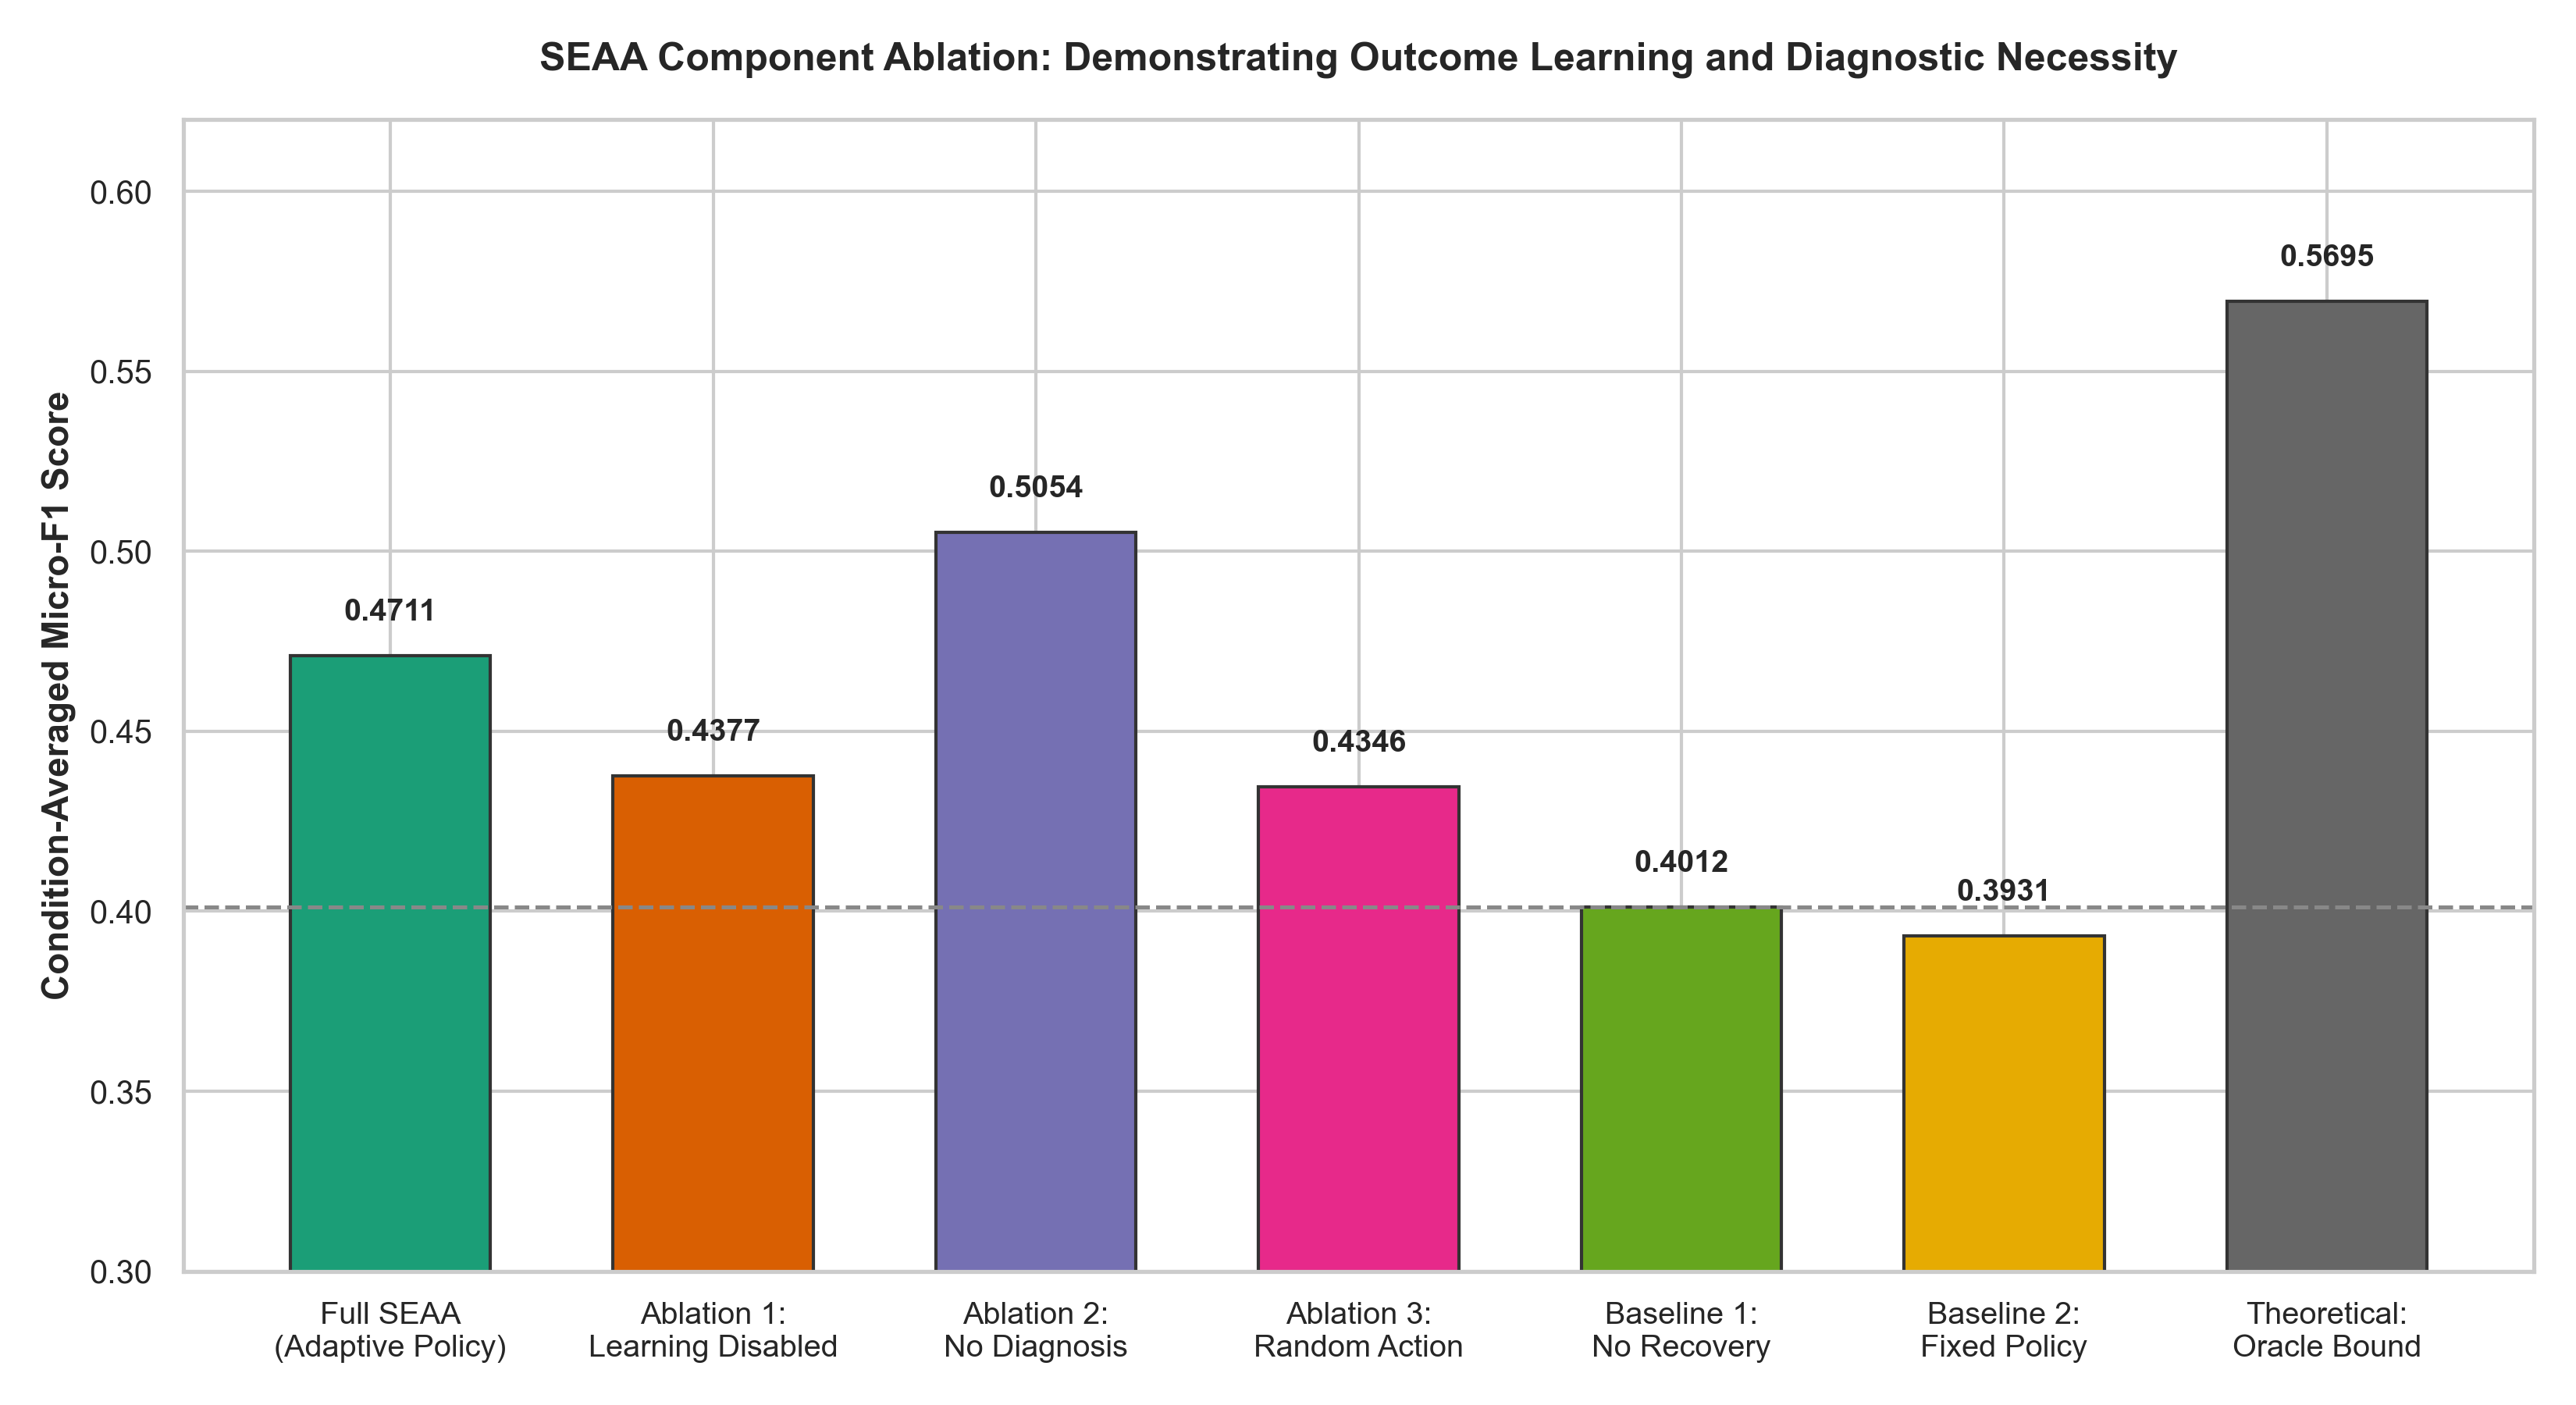 SEAA Component Ablation: Demonstrating Outcome Learning and Diagnostic Necessity
Condition-Averaged Micro-F1 Score
0.60
0.55
0.50
0.45
0.40
0.35
0.30
0.4711
0.4377
0.5054
0.4346
0.4012
0.3931
0.5695
Full SEAA
(Adaptive Policy)
Ablation 1:
Learning Disabled
Ablation 2:
No Diagnosis
Ablation 3:
Random Action
Baseline 1:
No Recovery
Baseline 2:
Fixed Policy
Theoretical:
Oracle Bound